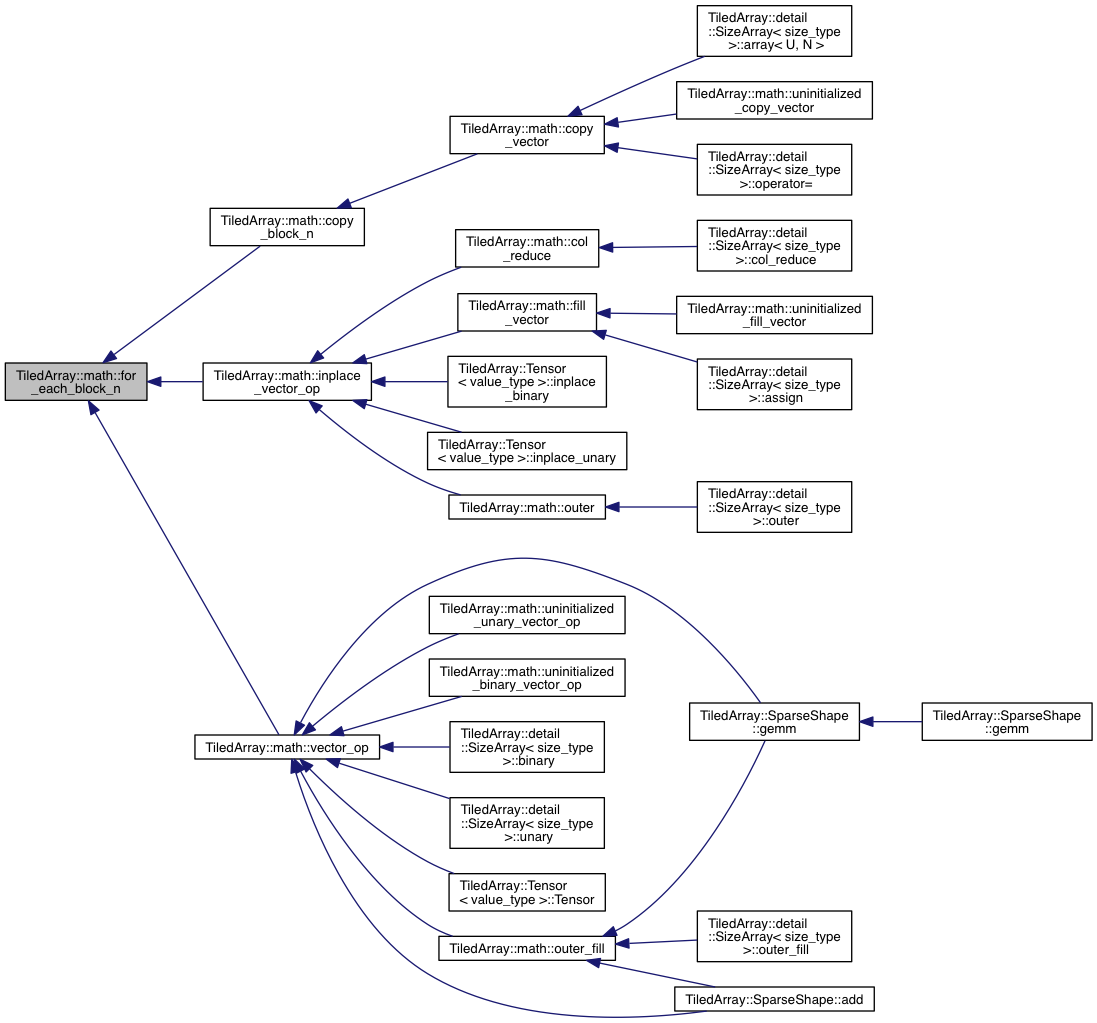 TiledArray::detail
::SizeArray< size_type
>::array< U, N >
TiledArray::math::uninitialized
_copy_vector
TiledArray::math::copy
_vector
TiledArray::detail
::SizeArray< size_type
>::operator=
TiledArray::math::copy
_block_n
TiledArray::math::col
_reduce
TiledArray::detail
::SizeArray< size_type
>::col_reduce
TiledArray::math::fill
_vector
TiledArray::math::uninitialized
_fill_vector
TiledArray::math::for
_each_block_n
TiledArray::math::inplace
_vector_op
TiledArray::Tensor
< value_type >::inplace
_binary
TiledArray::detail
::SizeArray< size_type
>::assign
TiledArray::Tensor
< value_type >::inplace_unary
TiledArray::math::outer
TiledArray::detail
::SizeArray< size_type
>::outer
TiledArray::math::uninitialized
_unary_vector_op
TiledArray::math::uninitialized
_binary_vector_op
TiledArray::SparseShape
::gemm
TiledArray::SparseShape
::gemm
TiledArray::math::vector_op
TiledArray::detail
::SizeArray< size_type
>::binary
TiledArray::detail
::SizeArray< size_type
>::unary
TiledArray::Tensor
< value_type >::Tensor
TiledArray::math::outer_fill
TiledArray::detail
::SizeArray< size_type
>::outer_fill
TiledArray::SparseShape::add